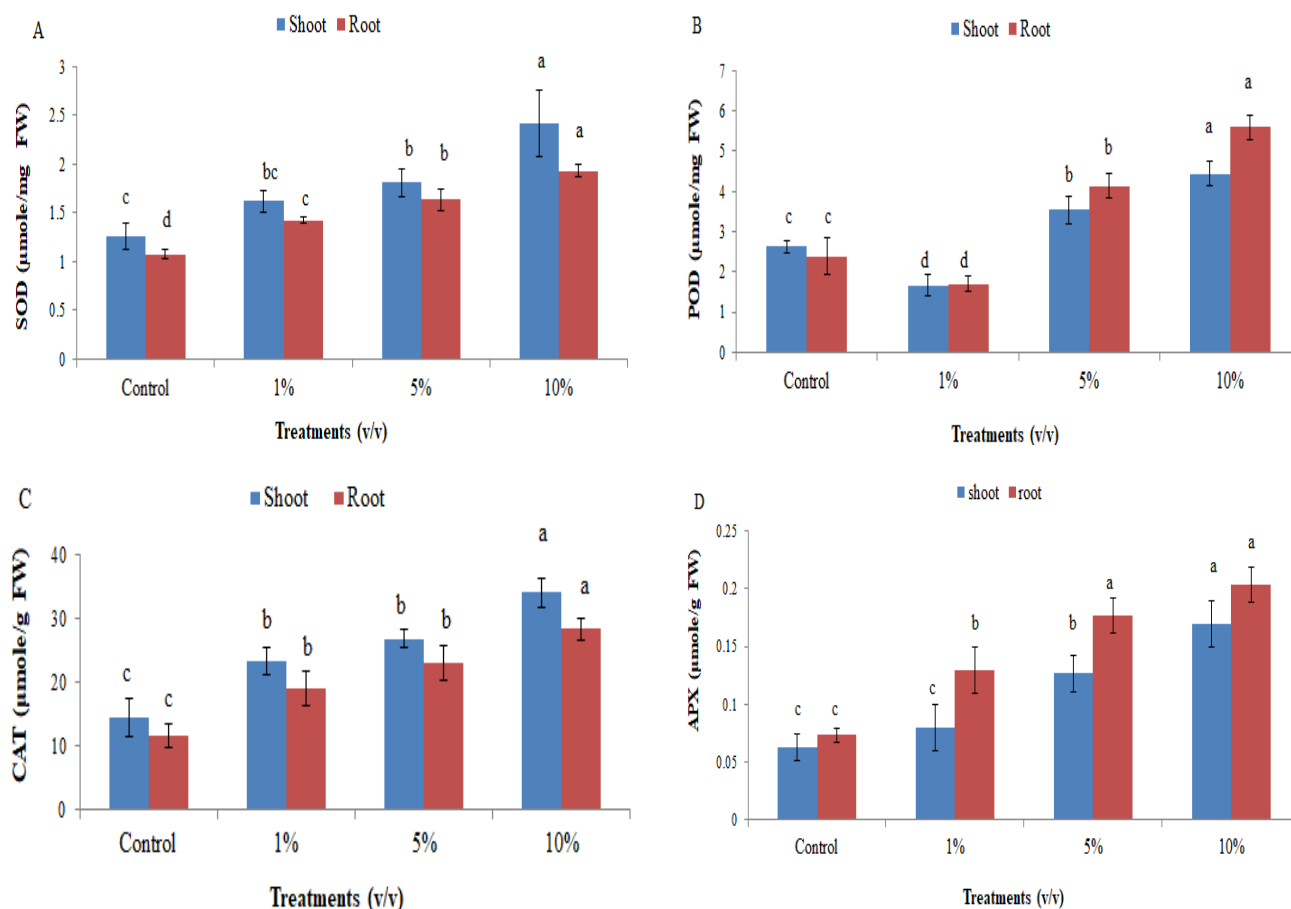 A
Shoot Root
SOD (µmole/mg FW)
3
2.5
2
1.5
1
0.5
0
c d bc c b b a a
Control 1% 5% 10%
Treatments (v/v)
B
Shoot Root
POD (µmole/mg FW)
7
6
5
4
3
2
1
0
c c d d b b a a
Control 1% 5% 10%
Treatments (v/v)
C
Shoot Root
CAT (µmole/g FW)
40
30
20
10
0
c c b b b b a a
Control 1% 5% 10%
Treatments (v/v)
D
shoot root
APX (µmole/g FW)
0.25
0.2
0.15
0.1
0.05
0
c c c b b a a a
Control 1% 5% 10%
Treatments (v/v)